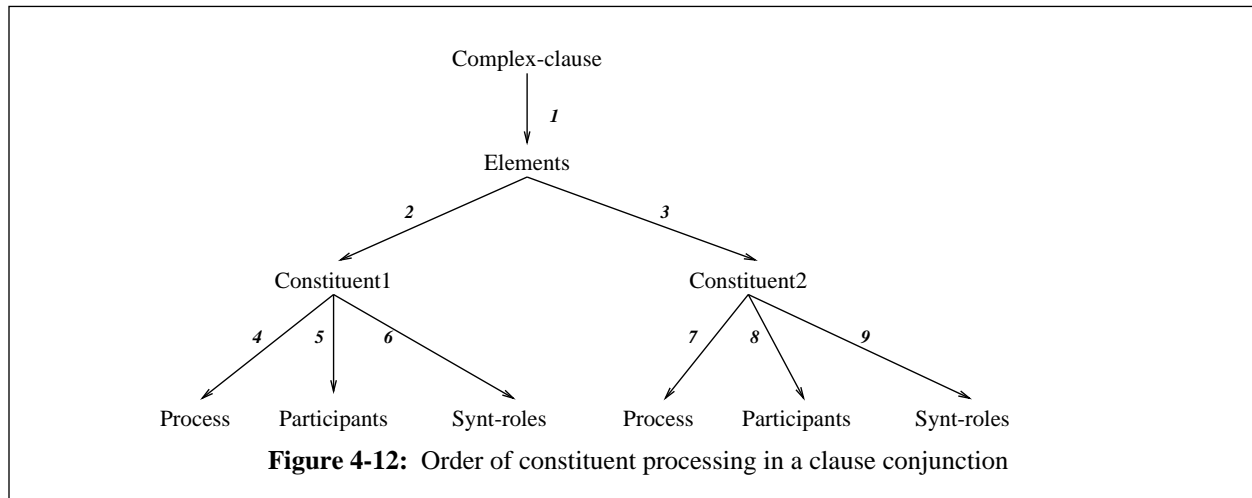 Complex-clause
1
Elements
2 3
Constituent1 Constituent2
4 5 6 7 8 9
Process Participants Synt-roles Process Participants Synt-roles
Figure 4-12: Order of constituent processing in a clause conjunction